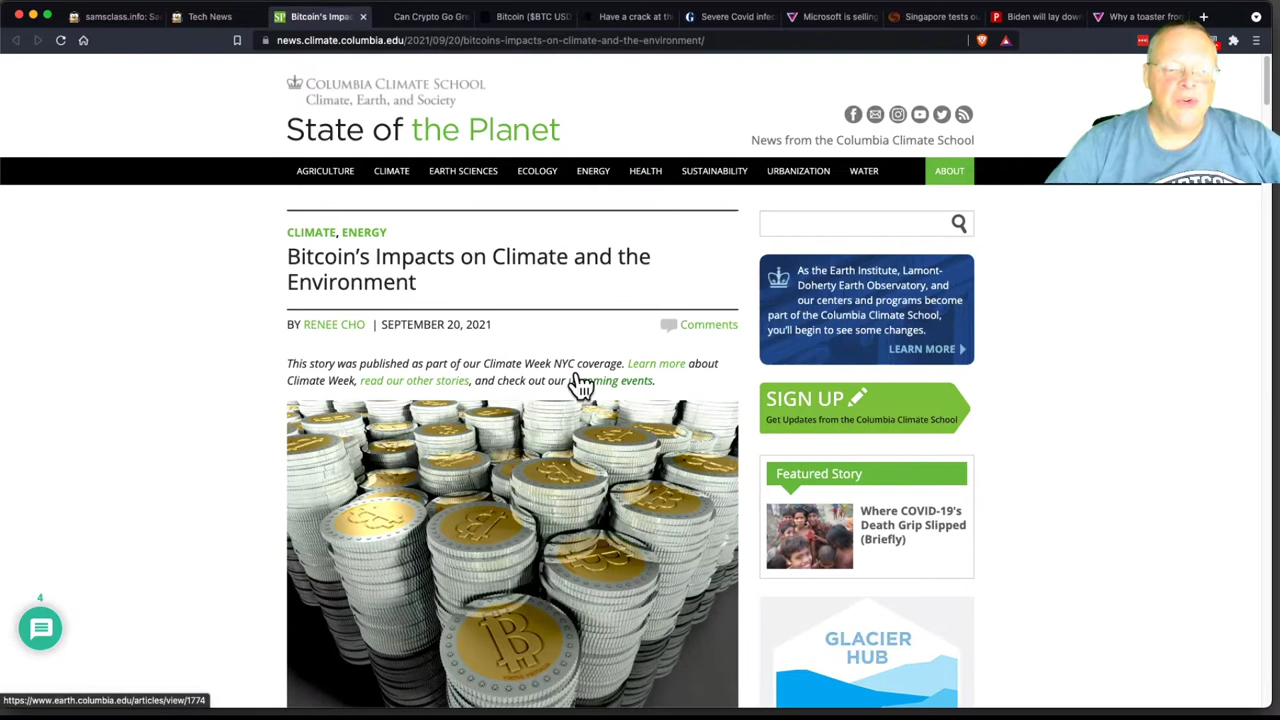 samsclass.info: Sa
Tech News
Bitcoin's Impa
Can Crypto Go Gr
Bitcoin ($BTC USD
Have a crack at th
Severe Covid infe
Microsoft is selling
Singapore tests o
Biden will lay dow
Why a toaster fro
news.climate.columbia.edu/2021/09/20/bitcoins-impacts-on-climate-and-the-environment/
COLUMBIA CLIMATE SCHOOL
Climate, Earth, and Society
State of the Planet
News from the Columbia Climate School
AGRICULTURE CLIMATE EARTH SCIENCES ECOLOGY ENERGY HEALTH SUSTAINABILITY URBANIZATION WATER ABOUT
CLIMATE, ENERGY
Bitcoin's Impacts on Climate and the
Environment
BY RENEE CHO | SEPTEMBER 20, 2021
Comments
This story was published as part of our Climate Week NYC coverage. Learn more about
Climate Week, read our other stories, and check out our upcoming events.
As the Earth Institute, Lamont-
Doherty Earth Observatory, and
our centers and programs become
part of the Columbia Climate School,
you'll begin to see some changes.
LEARN MORE
SIGN UP
Get Updates from the Columbia Climate School
Featured Story
Where COVID-19's
Death Grip Slipped
(Briefly)
GLACIER
HUB
4
https://www.earth.columbia.edu/articles/view/1774